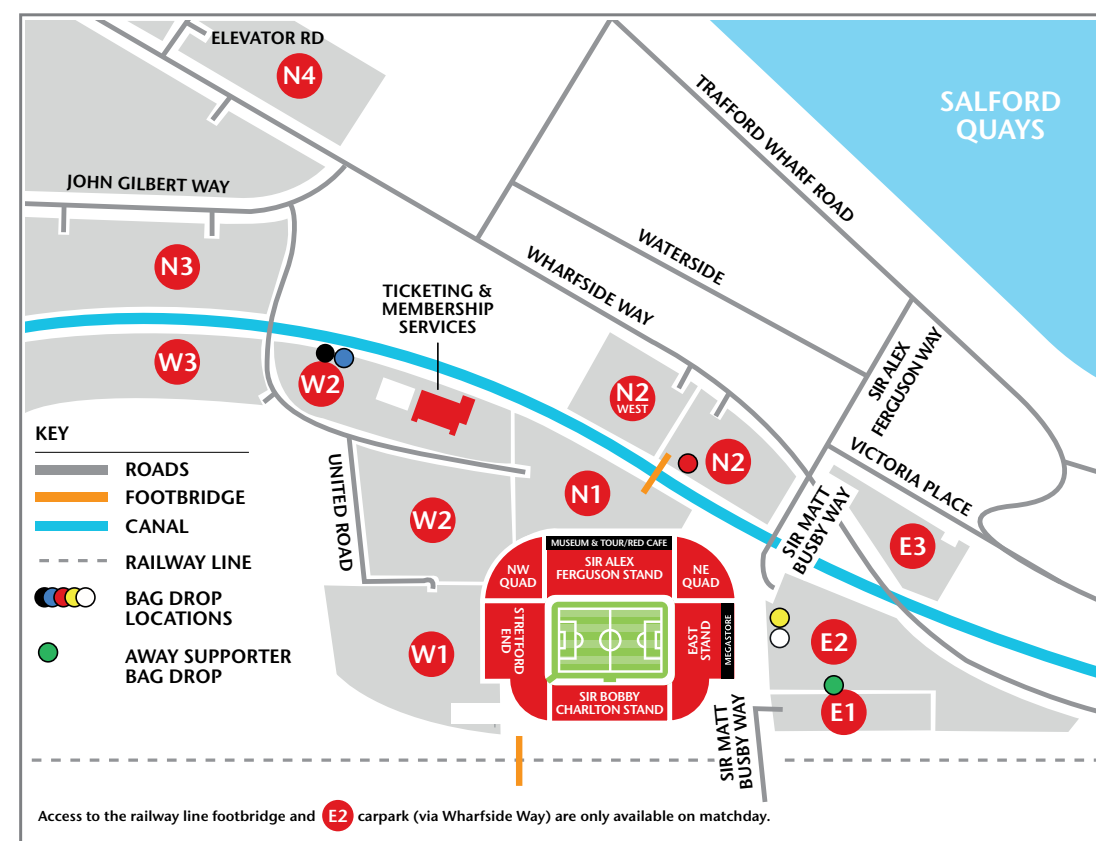 ELEVATOR RD
N4
SALFORD
QUAYS
TRAFFORD WHARF ROAD
JOHN GILBERT WAY
N3
WATERSIDE
WHARFSIDE WAY
TICKETING &
MEMBERSHIP
SERVICES
W3
W2
N2
WEST
SIR ALEX
FERGUSON WAY
KEY
ROADS
FOOTBRIDGE
CANAL
RAILWAY LINE
BAG DROP
LOCATIONS
AWAY SUPPORTER
BAG DROP
UNITED ROAD
W2
N1
N2
VICTORIA PLACE
SIR MATT
BUSBY WAY
E3
MUSEUM & TOUR/RED CAFE
NW
QUAD
SIR ALEX
FERGUSON STAND
NE
QUAD
STRETFORD
END
EAST
STAND
MEGASTORE
W1
E2
SIR BOBBY
CHARLTON STAND
E1
SIR MATT
BUSBY WAY
Access to the railway line footbridge and E2 carpark (via Wharfside Way) are only available on matchday.